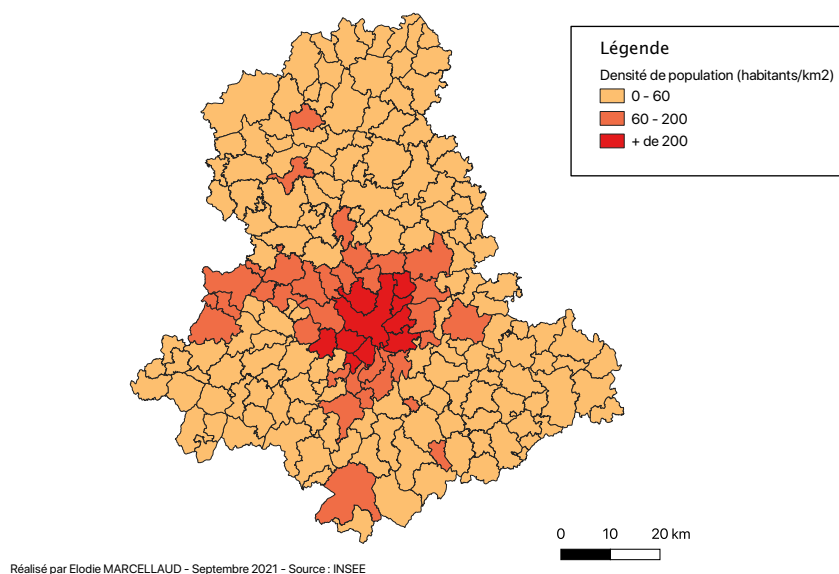 Légende
Densité de population (habitants/km2)
0 - 60
60 - 200
+ de 200
0 10 20 km
Réalisé par Elodie MARCELLAUD - Septembre 2021 - Source : INSEE